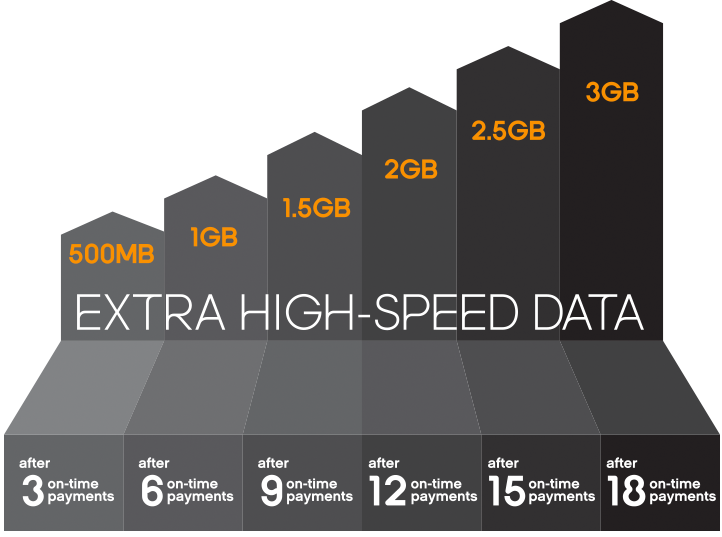 500MB
1GB
1.5GB
2GB
2.5GB
3GB
EXTRA HIGH-SPEED DATA
after
3 on-time
payments
after
6 on-time
payments
after
9 on-time
payments
after
12 on-time
payments
after
15 on-time
payments
after
18 on-time
payments